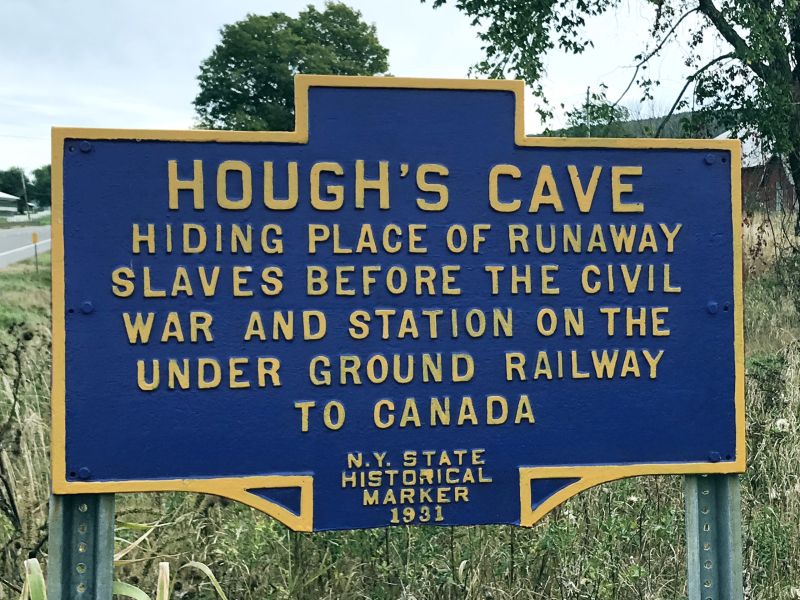 HOUGH'S CAVE
HIDING PLACE OF RUNAWAY
SLAVES BEFORE THE CIVIL
WAR AND STATION ON THE
UNDER GROUND RAILWAY
TO CANADA
N.Y. STATE
HISTORICAL
MARKER
1931